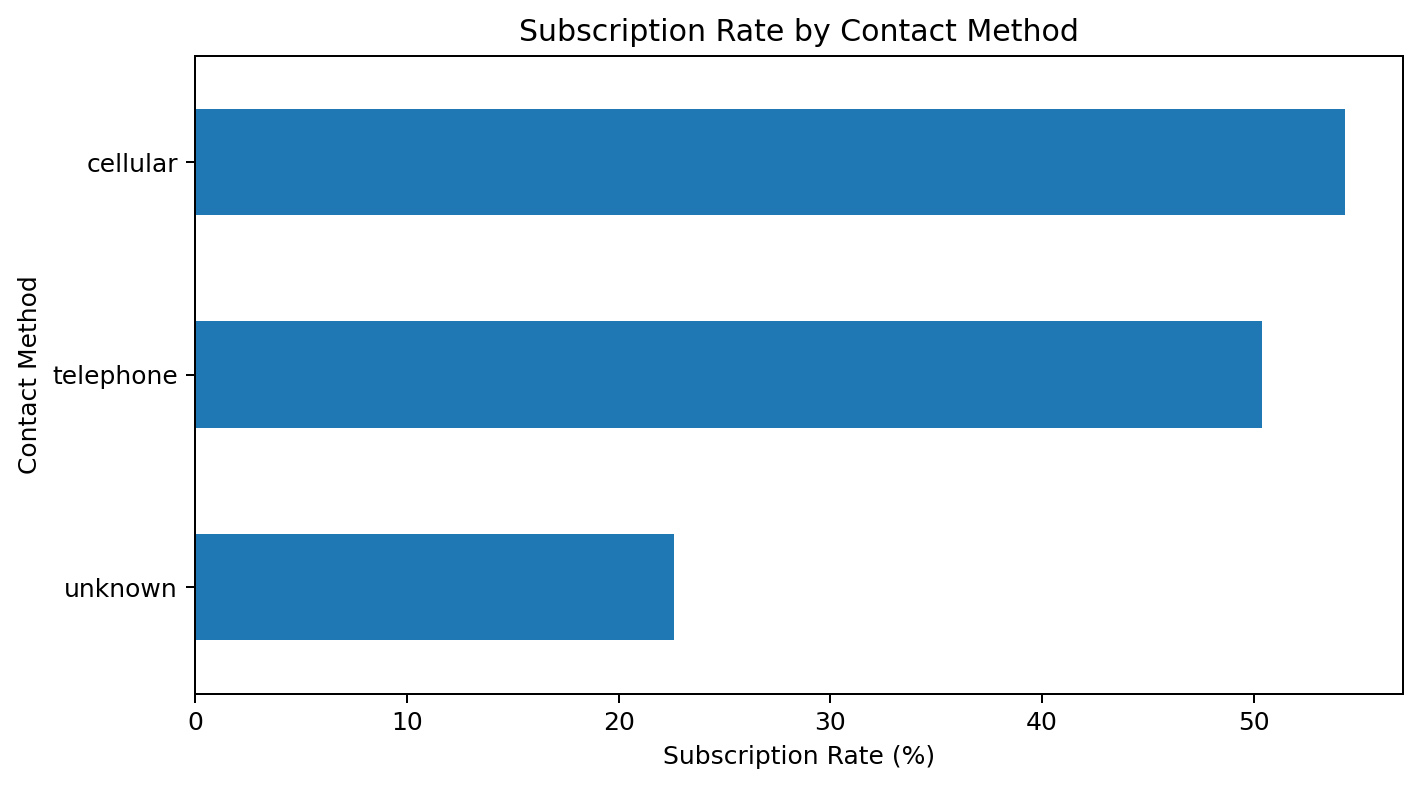 Subscription Rate by Contact Method
Contact Method
cellular
telephone
unknown
0 10 20 30 40 50
Subscription Rate (%)